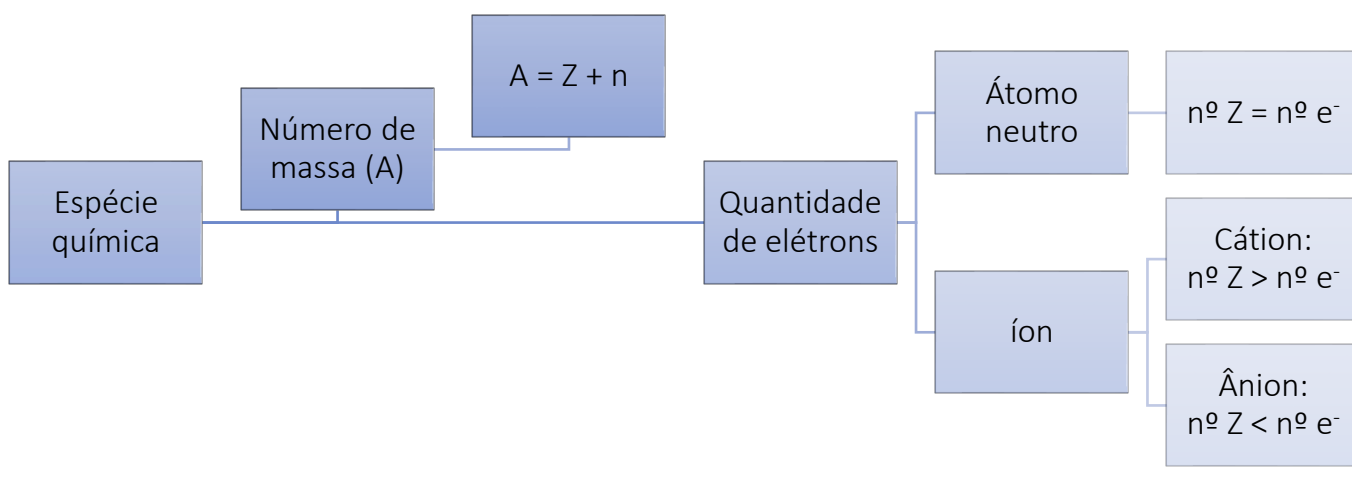 Espécie
química
Número de
massa (A)
A = Z + n
Quantidade
de elétrons
Átomo
neutro
nº Z = nº e⁻
íon
Cátion:
nº Z > nº e⁻
Ânion:
nº Z < nº e⁻